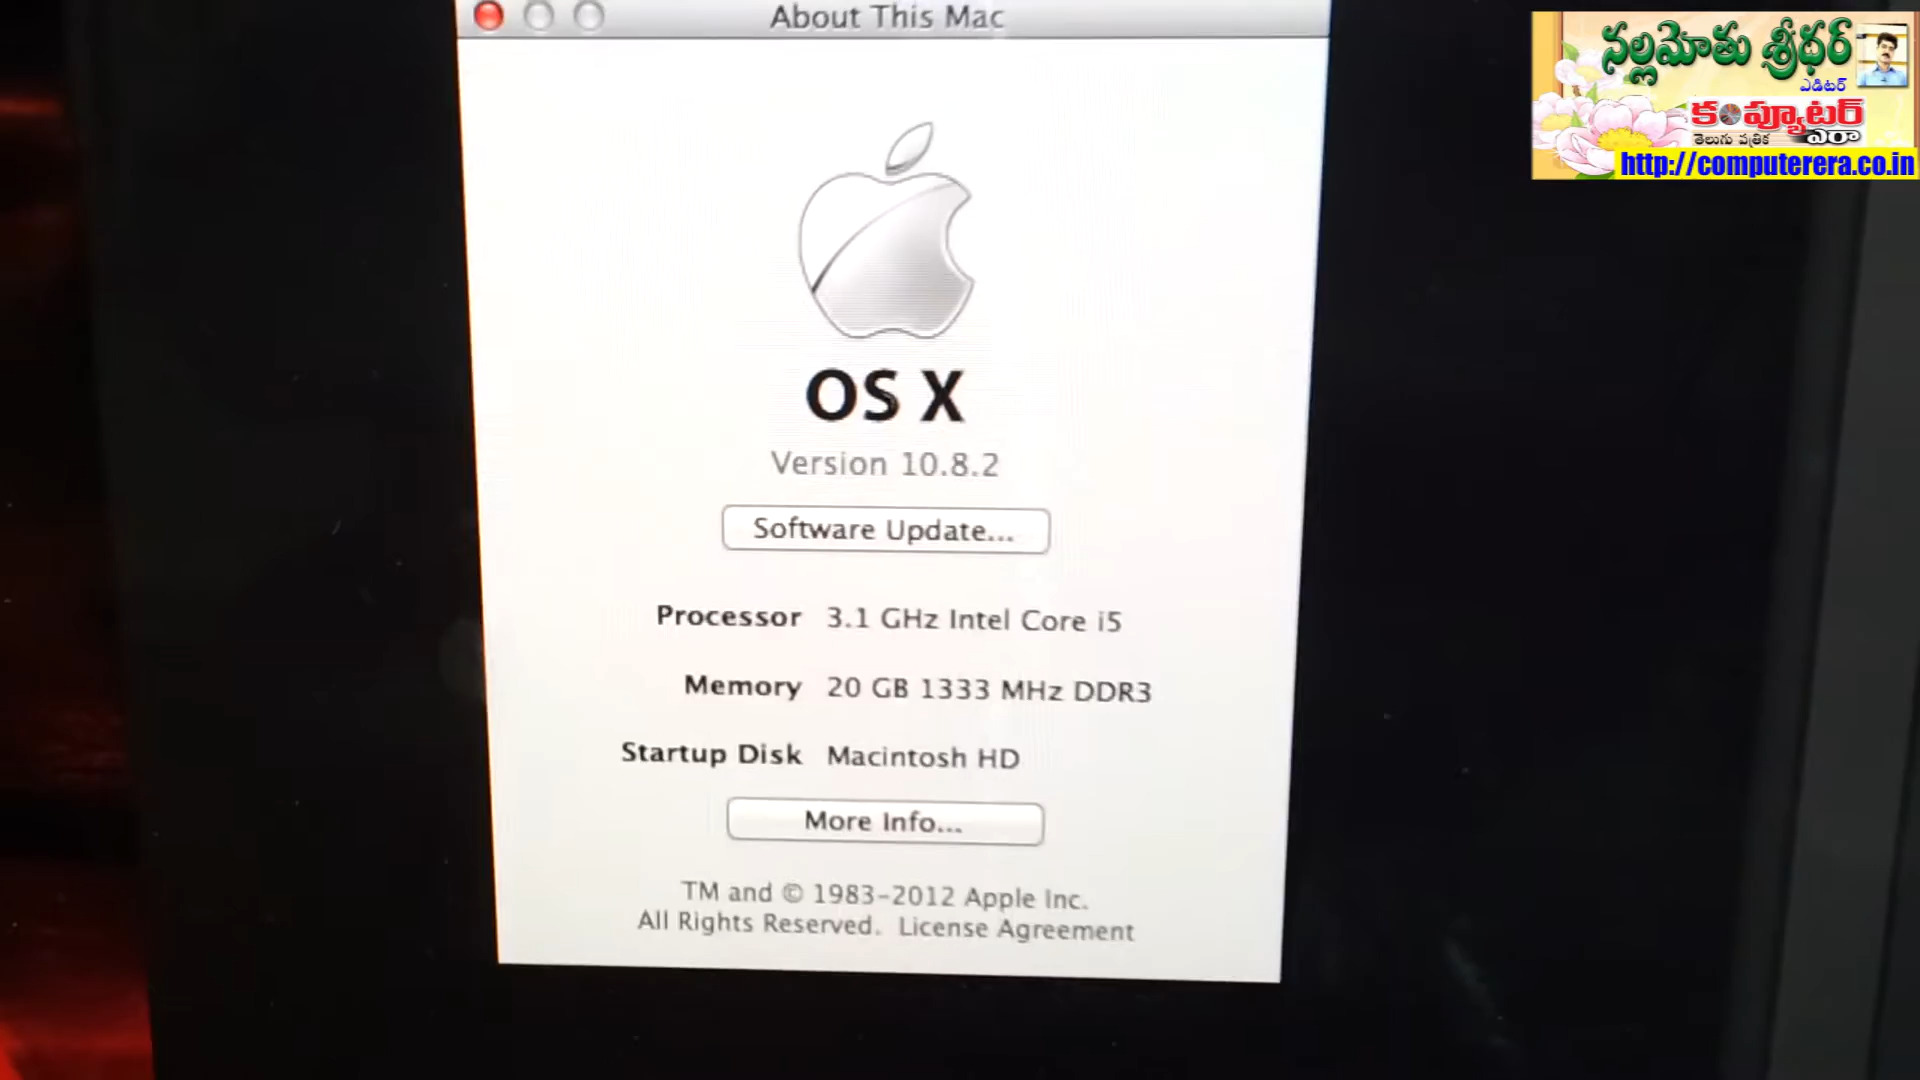 About This Mac
OS X
Version 10.8.2
Software Update...
Processor 3.1 GHz Intel Core i5
Memory 20 GB 1333 MHz DDR3
Startup Disk Macintosh HD
More Info...
TM and © 1983-2012 Apple Inc.
All Rights Reserved. License Agreement
నల్లమోతు శ్రీధర్
ఎడిటర్
కంప్యూటర్
తెలుగు పత్రిక ఎరా
http://computerera.co.in